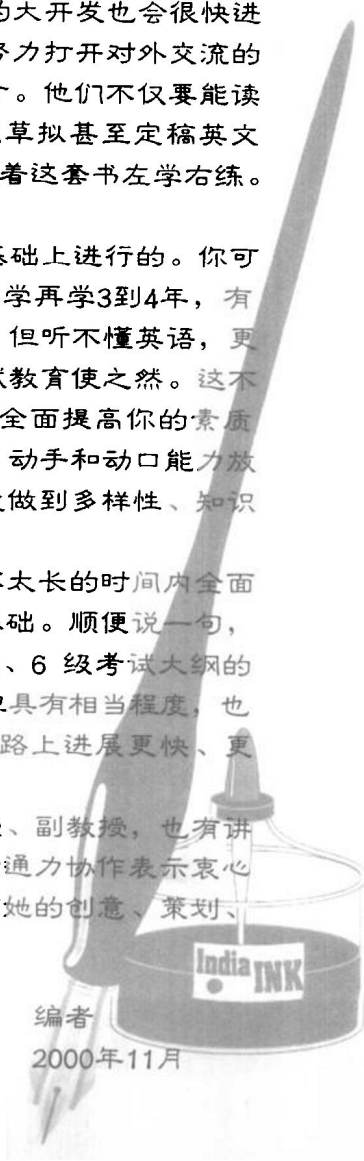 的大开发也会很快进
努力打开对外交流的
个。他们不仅要能读
草拟甚至定稿英文
着这套书左学右练。
基础上进行的。你可
学再学3到4年，有
但听不懂英语，更
式教育使之然。这不
全面提高你的素质
动手和动口能力放
做到多样性、知识
太长的时间内全面
础。顺便说一句，
、6 级考试大纲的
具有相当程度，也
路上进展更快、更
、副教授，也有讲
通力协作表示衷心
她的创意、策划、
India INK
编者
2000年11月